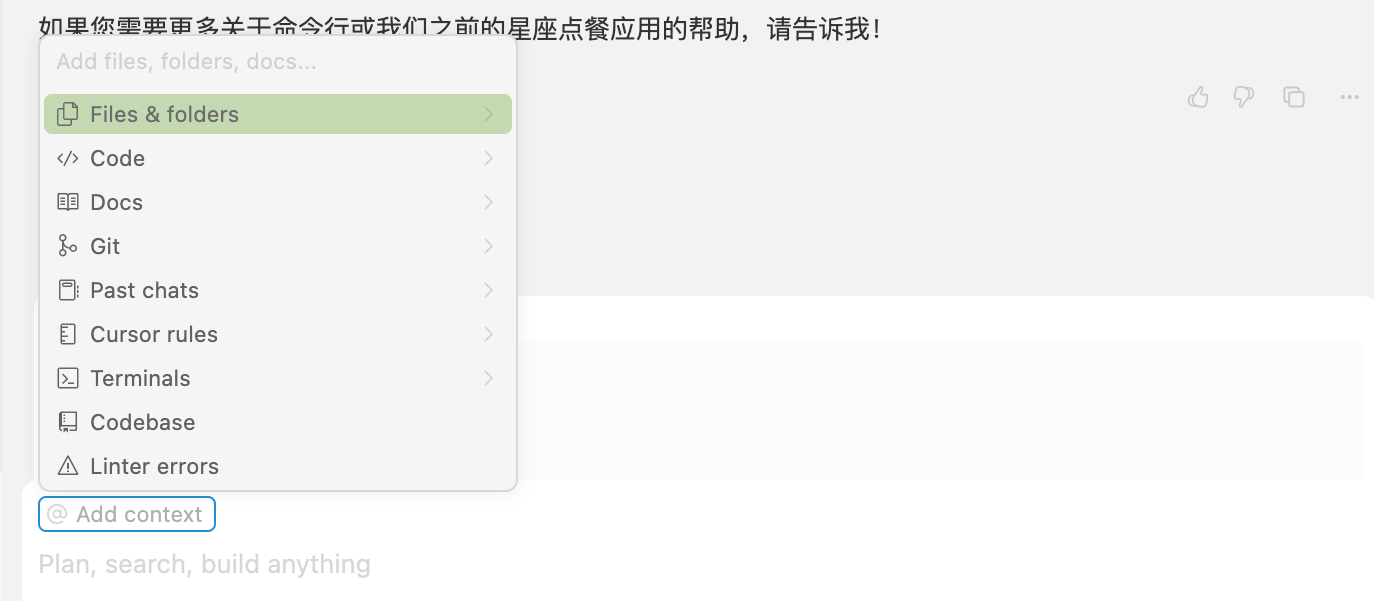 如果您需要更多关于命令行或我们之前的星座点餐应用的帮助，请告诉我！
Add files, folders, docs...
Files & folders
Code
Docs
Git
Past chats
Cursor rules
Terminals
Codebase
Linter errors
@ Add context
Plan, search, build anything